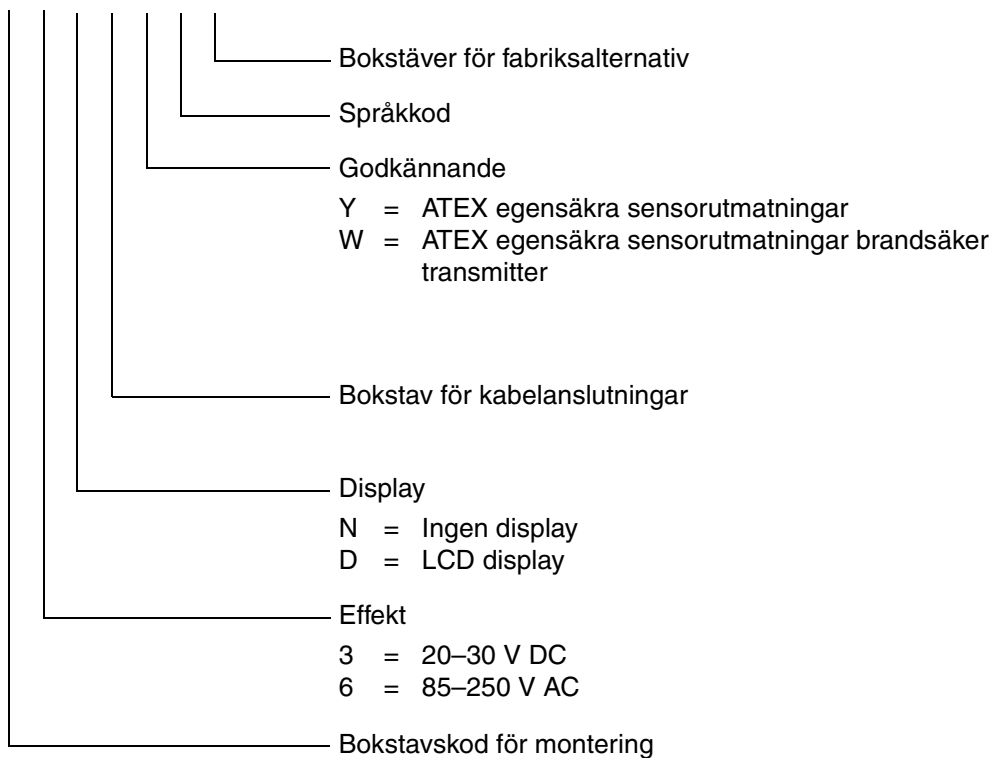 Bokstäver för fabriksalternativ
Språkkod
Godkännande
Y = ATEX egensäkra sensorutmatningar
W = ATEX egensäkra sensorutmatningar brandsäker
transmitter
Bokstav för kabelanslutningar
Display
N = Ingen display
D = LCD display
Effekt
3 = 20–30 V DC
6 = 85–250 V AC
Bokstavskod för montering